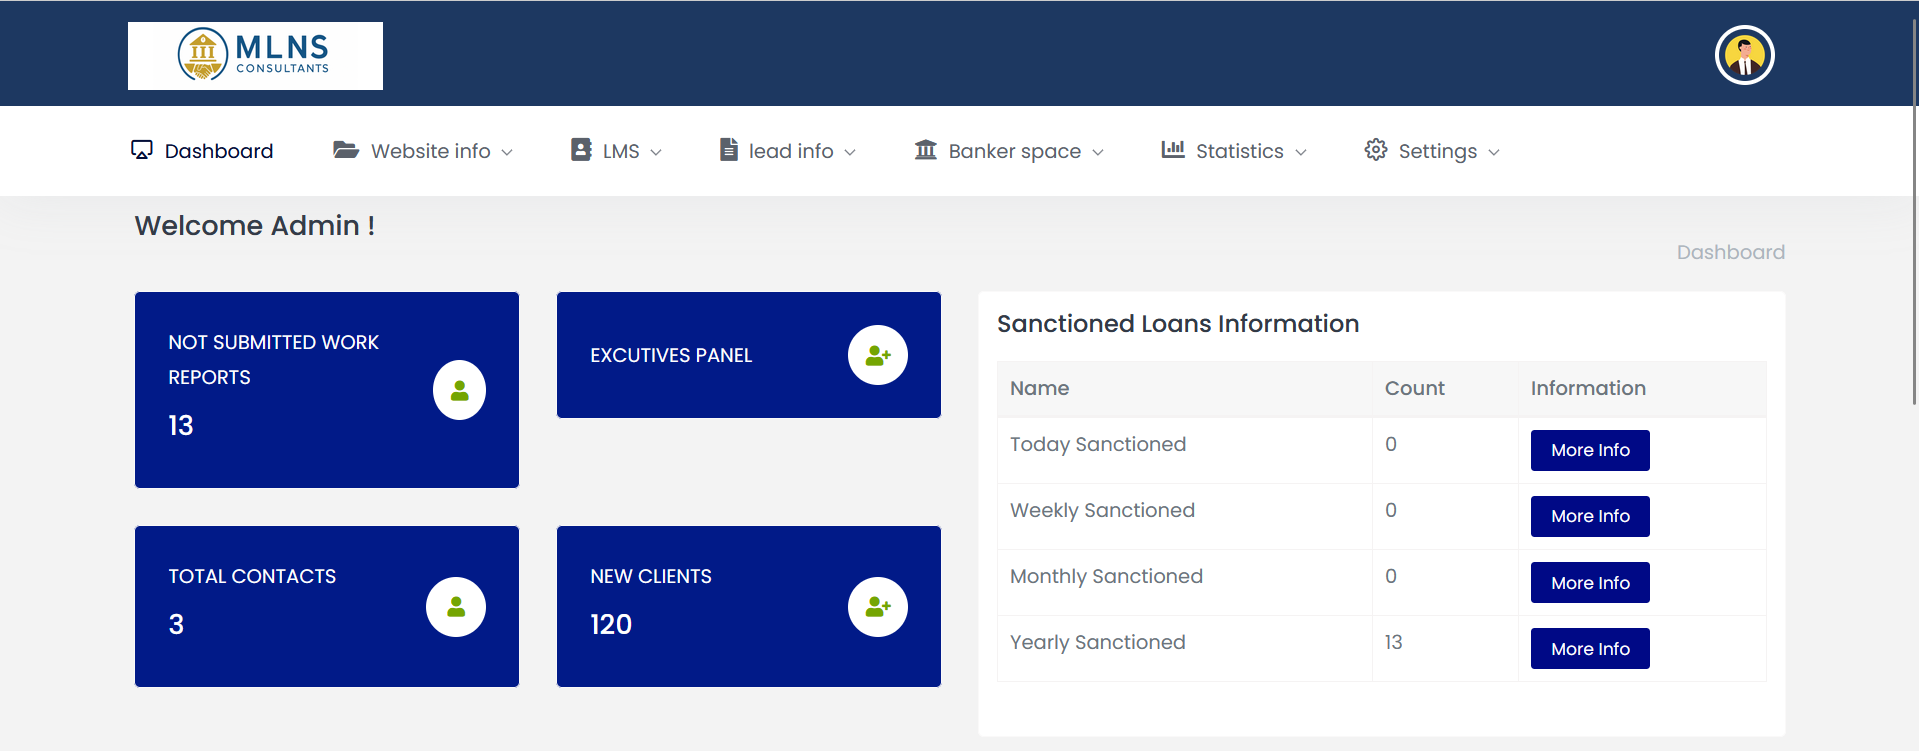 MLNS
CONSULTANTS
Dashboard
Website info
LMS
lead info
Banker space
Statistics
Settings
Welcome Admin !
Dashboard
NOT SUBMITTED WORK
REPORTS
13
EXCUTIVES PANEL
TOTAL CONTACTS
3
NEW CLIENTS
120
Sanctioned Loans Information
Name Count Information
Today Sanctioned 0 More Info
Weekly Sanctioned 0 More Info
Monthly Sanctioned 0 More Info
Yearly Sanctioned 13 More Info